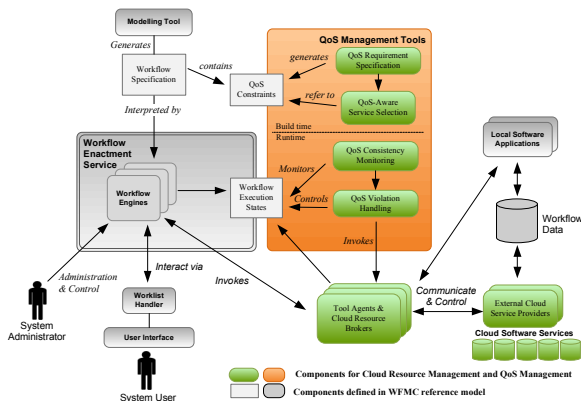 Modelling Tool
Generates
Workflow
Specification
contains
QoS
Constraints
Interpreted by
QoS Management Tools
generates
QoS Requirement
Specification
refer to
QoS-Aware
Service Selection
Build time
Runtime
QoS Consistency
Monitoring
Monitors
Controls
QoS Violation
Handling
Invokes
Workflow
Enactment
Service
Workflow
Engines
Workflow
Execution
States
Local Software
Applications
Workflow
Data
Administration
& Control
Interact via
Invokes
Communicate
& Control
System
Administrator
Worklist
Handler
User Interface
System User
Tool Agents &
Cloud Resource
Brokers
External Cloud
Service Providers
Cloud Software Services
Components for Cloud Resource Management and QoS Management
Components defined in WFMC reference model